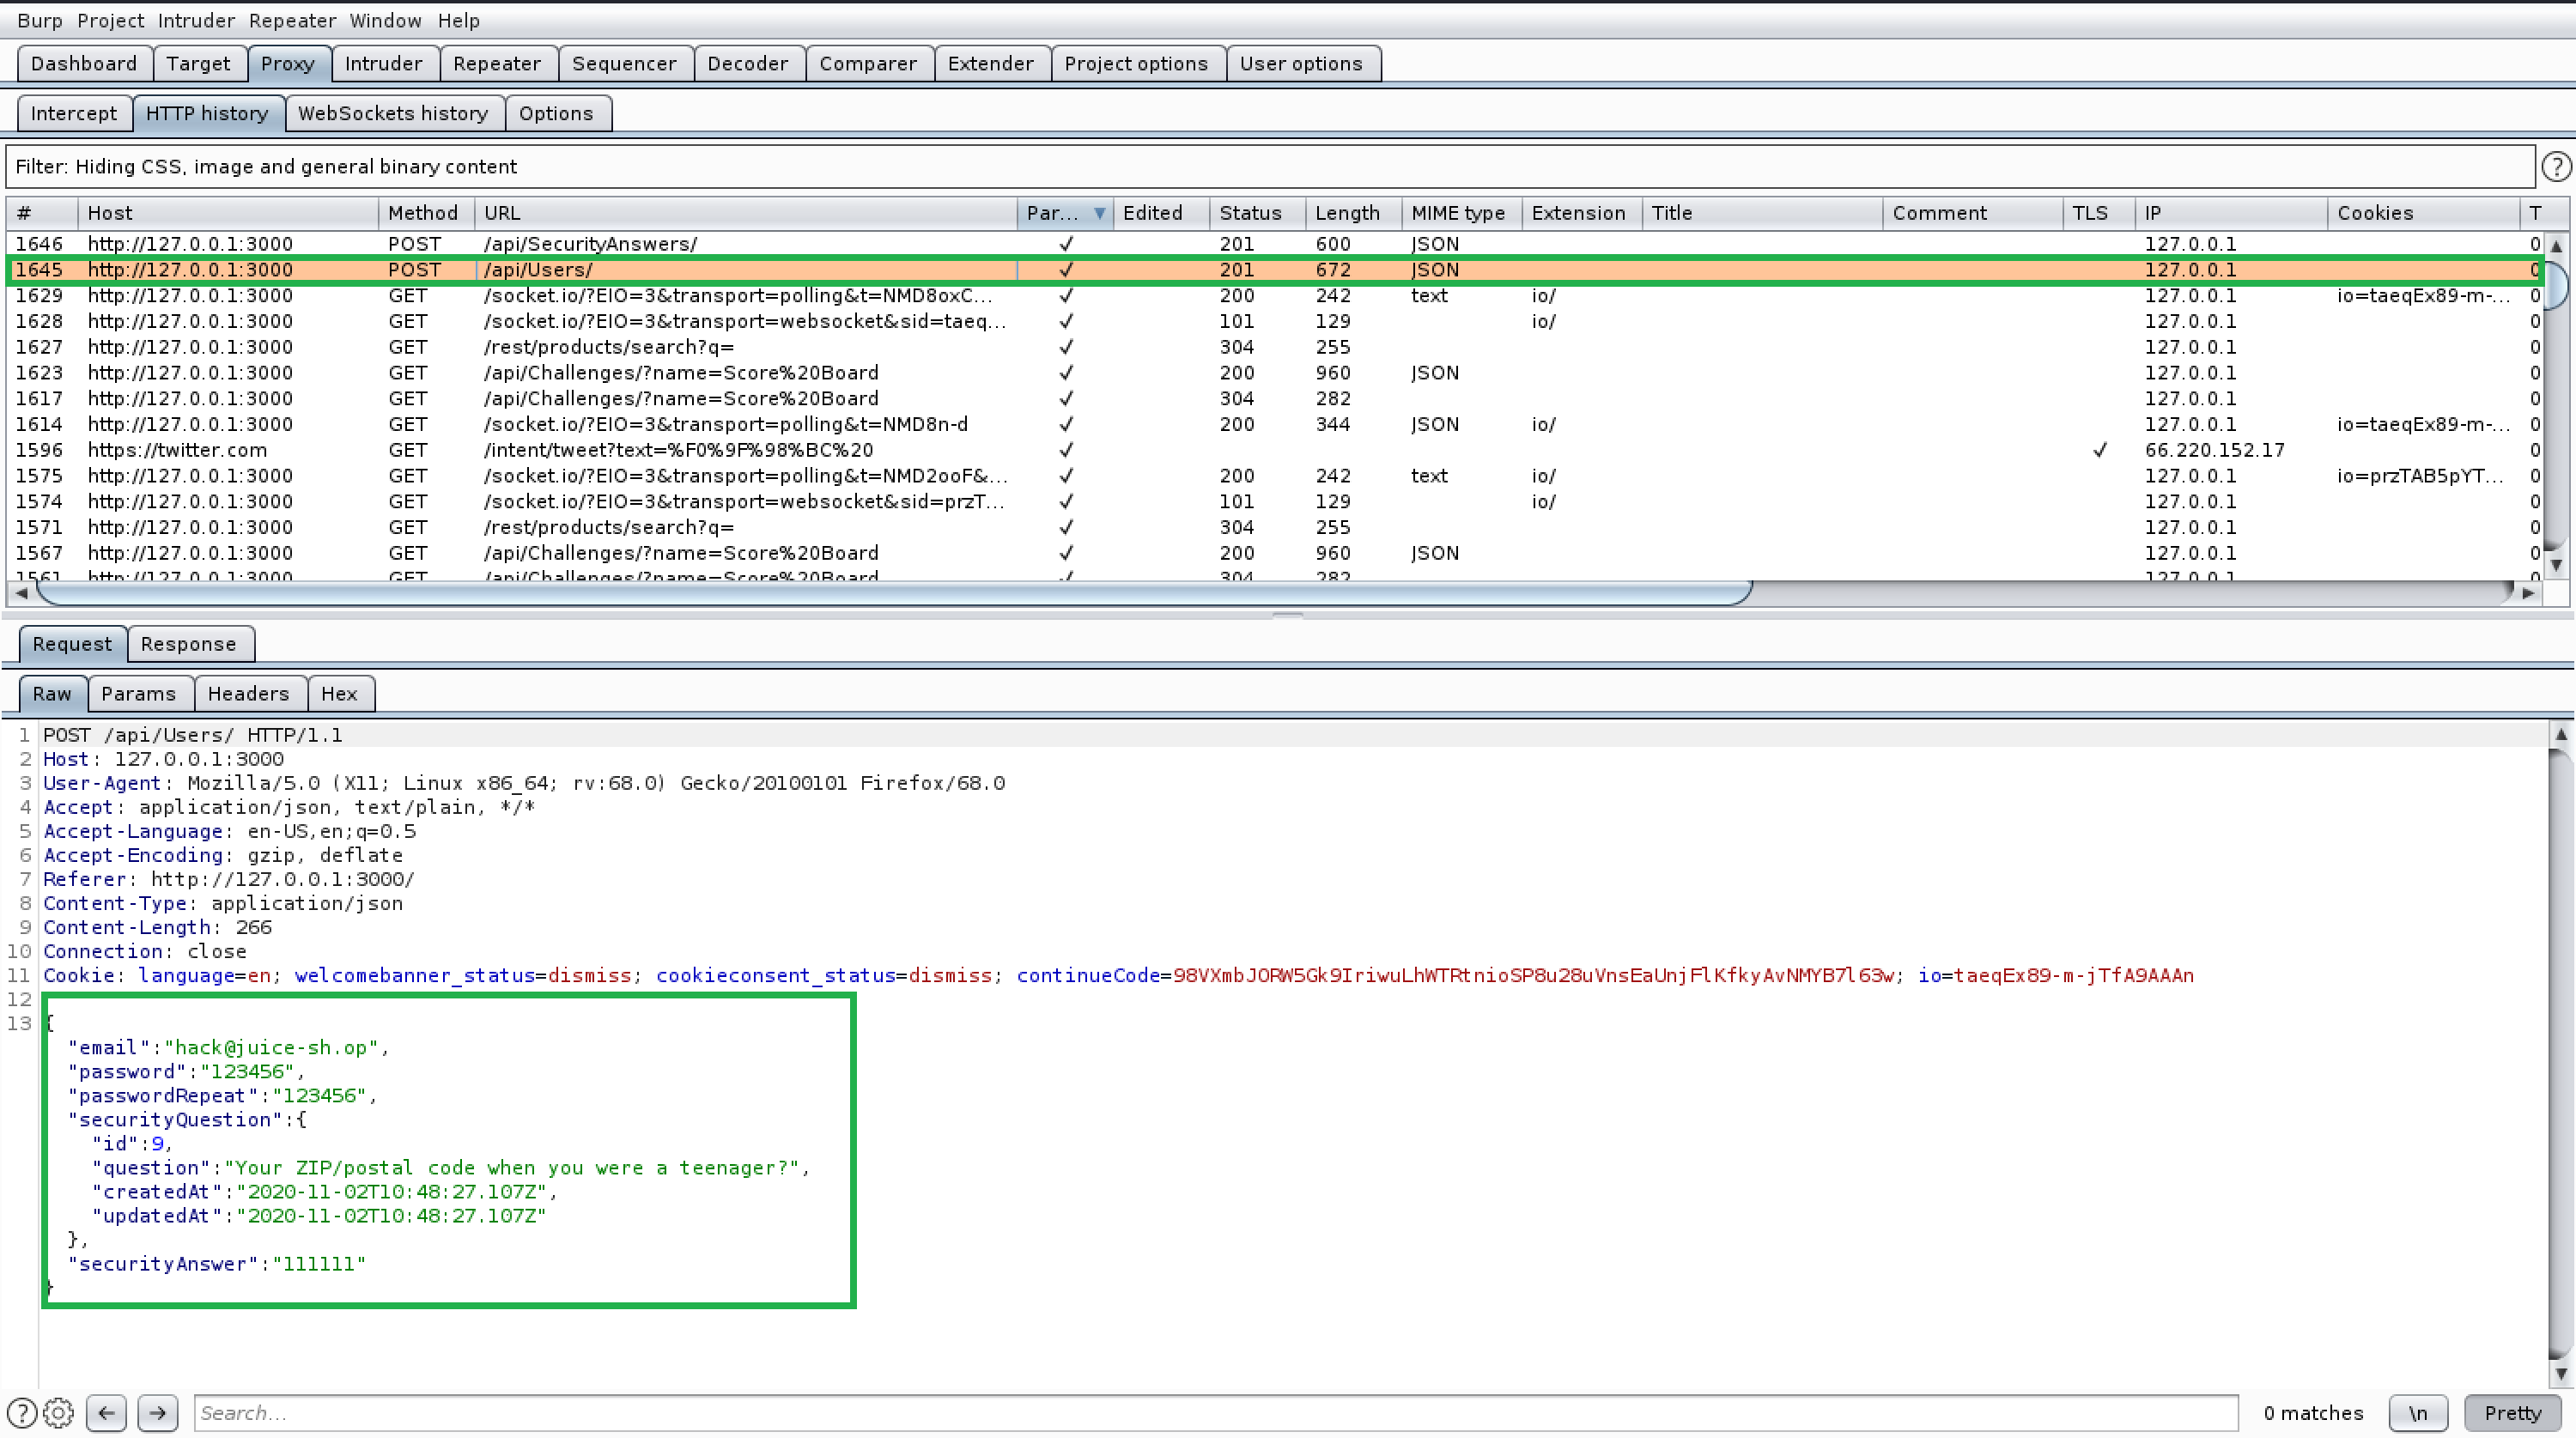 Burp Project Intruder Repeater Window Help
Dashboard Target Proxy Intruder Repeater Sequencer Decoder Comparer Extender Project options User options
Intercept HTTP history WebSockets history Options
Filter: Hiding CSS, image and general binary content ?
# Host Method URL Par... Edited Status Length MIME type Extension Title Comment TLS IP Cookies T
1646 http://127.0.0.1:3000 POST /api/SecurityAnswers/ ✓ 201 600 JSON 127.0.0.1 0
1645 http://127.0.0.1:3000 POST /api/Users/ ✓ 201 672 JSON 127.0.0.1 0
1629 http://127.0.0.1:3000 GET /socket.io/?EIO=3&transport=polling&t=NMD8oxC... ✓ 200 242 text io/ 127.0.0.1 io=taeqEx89-m-... 0
1628 http://127.0.0.1:3000 GET /socket.io/?EIO=3&transport=websocket&sid=taeq... ✓ 101 129 io/ 127.0.0.1 0
1627 http://127.0.0.1:3000 GET /rest/products/search?q= ✓ 304 255 127.0.0.1 0
1623 http://127.0.0.1:3000 GET /api/Challenges/?name=Score%20Board ✓ 200 960 JSON 127.0.0.1 0
1617 http://127.0.0.1:3000 GET /api/Challenges/?name=Score%20Board ✓ 304 282 127.0.0.1 0
1614 http://127.0.0.1:3000 GET /socket.io/?EIO=3&transport=polling&t=NMD8n-d ✓ 200 344 JSON io/ 127.0.0.1 io=taeqEx89-m-... 0
1596 https://twitter.com GET /intent/tweet?text=%F0%9F%98%BC%20 ✓ ✓ 66.220.152.17 0
1575 http://127.0.0.1:3000 GET /socket.io/?EIO=3&transport=polling&t=NMD2ooF&... ✓ 200 242 text io/ 127.0.0.1 io=przTAB5pYT... 0
1574 http://127.0.0.1:3000 GET /socket.io/?EIO=3&transport=websocket&sid=przT... ✓ 101 129 io/ 127.0.0.1 0
1571 http://127.0.0.1:3000 GET /rest/products/search?q= ✓ 304 255 127.0.0.1 0
1567 http://127.0.0.1:3000 GET /api/Challenges/?name=Score%20Board ✓ 200 960 JSON 127.0.0.1 0
1561 http://127.0.0.1:3000 GET /api/Challenges/?name=Score%20Board ✓ 304 282 127.0.0.1 0
Request Response
Raw Params Headers Hex
1 POST /api/Users/ HTTP/1.1
2 Host: 127.0.0.1:3000
3 User-Agent: Mozilla/5.0 (X11; Linux x86_64; rv:68.0) Gecko/20100101 Firefox/68.0
4 Accept: application/json, text/plain, */*
5 Accept-Language: en-US,en;q=0.5
6 Accept-Encoding: gzip, deflate
7 Referer: http://127.0.0.1:3000/
8 Content-Type: application/json
9 Content-Length: 266
10 Connection: close
11 Cookie: language=en; welcomebanner_status=dismiss; cookieconsent_status=dismiss; continueCode=98VXmbJORW5Gk9IriwuLhWTRtnioSP8u28uVnsEaUnjFlKfkyAvNMYB7l63w; io=taeqEx89-m-jTfA9AAAn
12
13 {
"email":"hack@juice-sh.op",
"password":"123456",
"passwordRepeat":"123456",
"securityQuestion":{
"id":9,
"question":"Your ZIP/postal code when you were a teenager?",
"createdAt":"2020-11-02T10:48:27.107Z",
"updatedAt":"2020-11-02T10:48:27.107Z"
},
"securityAnswer":"111111"
}
? ← → Search... 0 matches \n Pretty